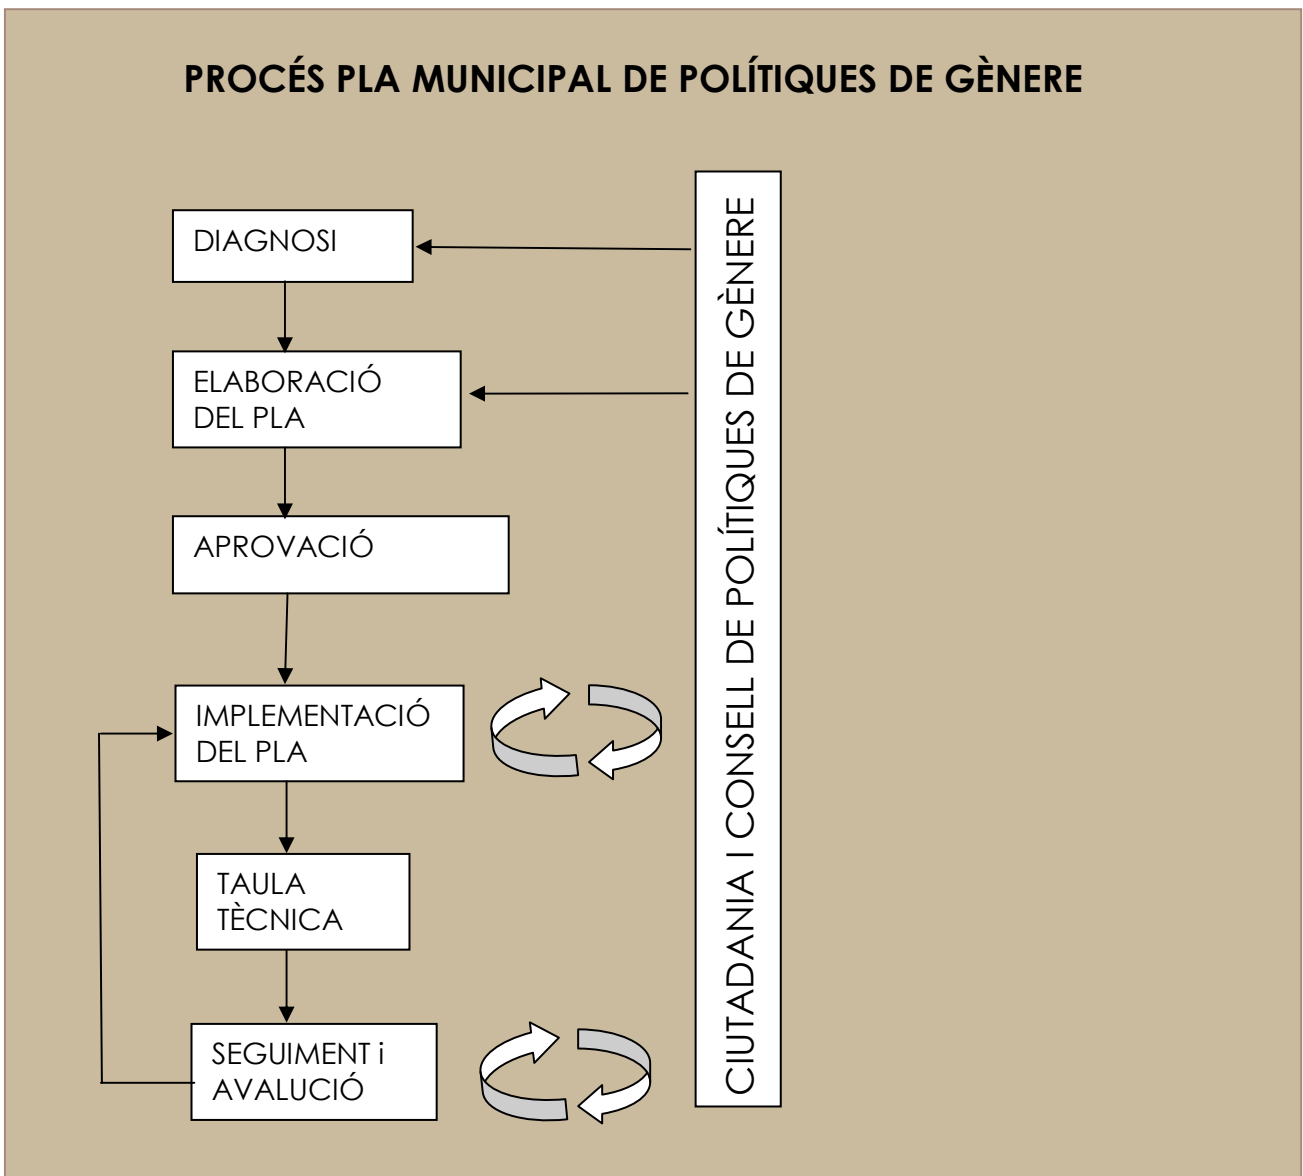 PROCÉS PLA MUNICIPAL DE POLÍTIQUES DE GÈNERE
DIAGNOSI
ELABORACIÓ
DEL PLA
APROVACIÓ
IMPLEMENTACIÓ
DEL PLA
TAULA
TÈCNICA
SEGUIMENT i
AVALUCIÓ
CIUTADANIA I CONSELL DE POLÍTIQUES DE GÈNERE